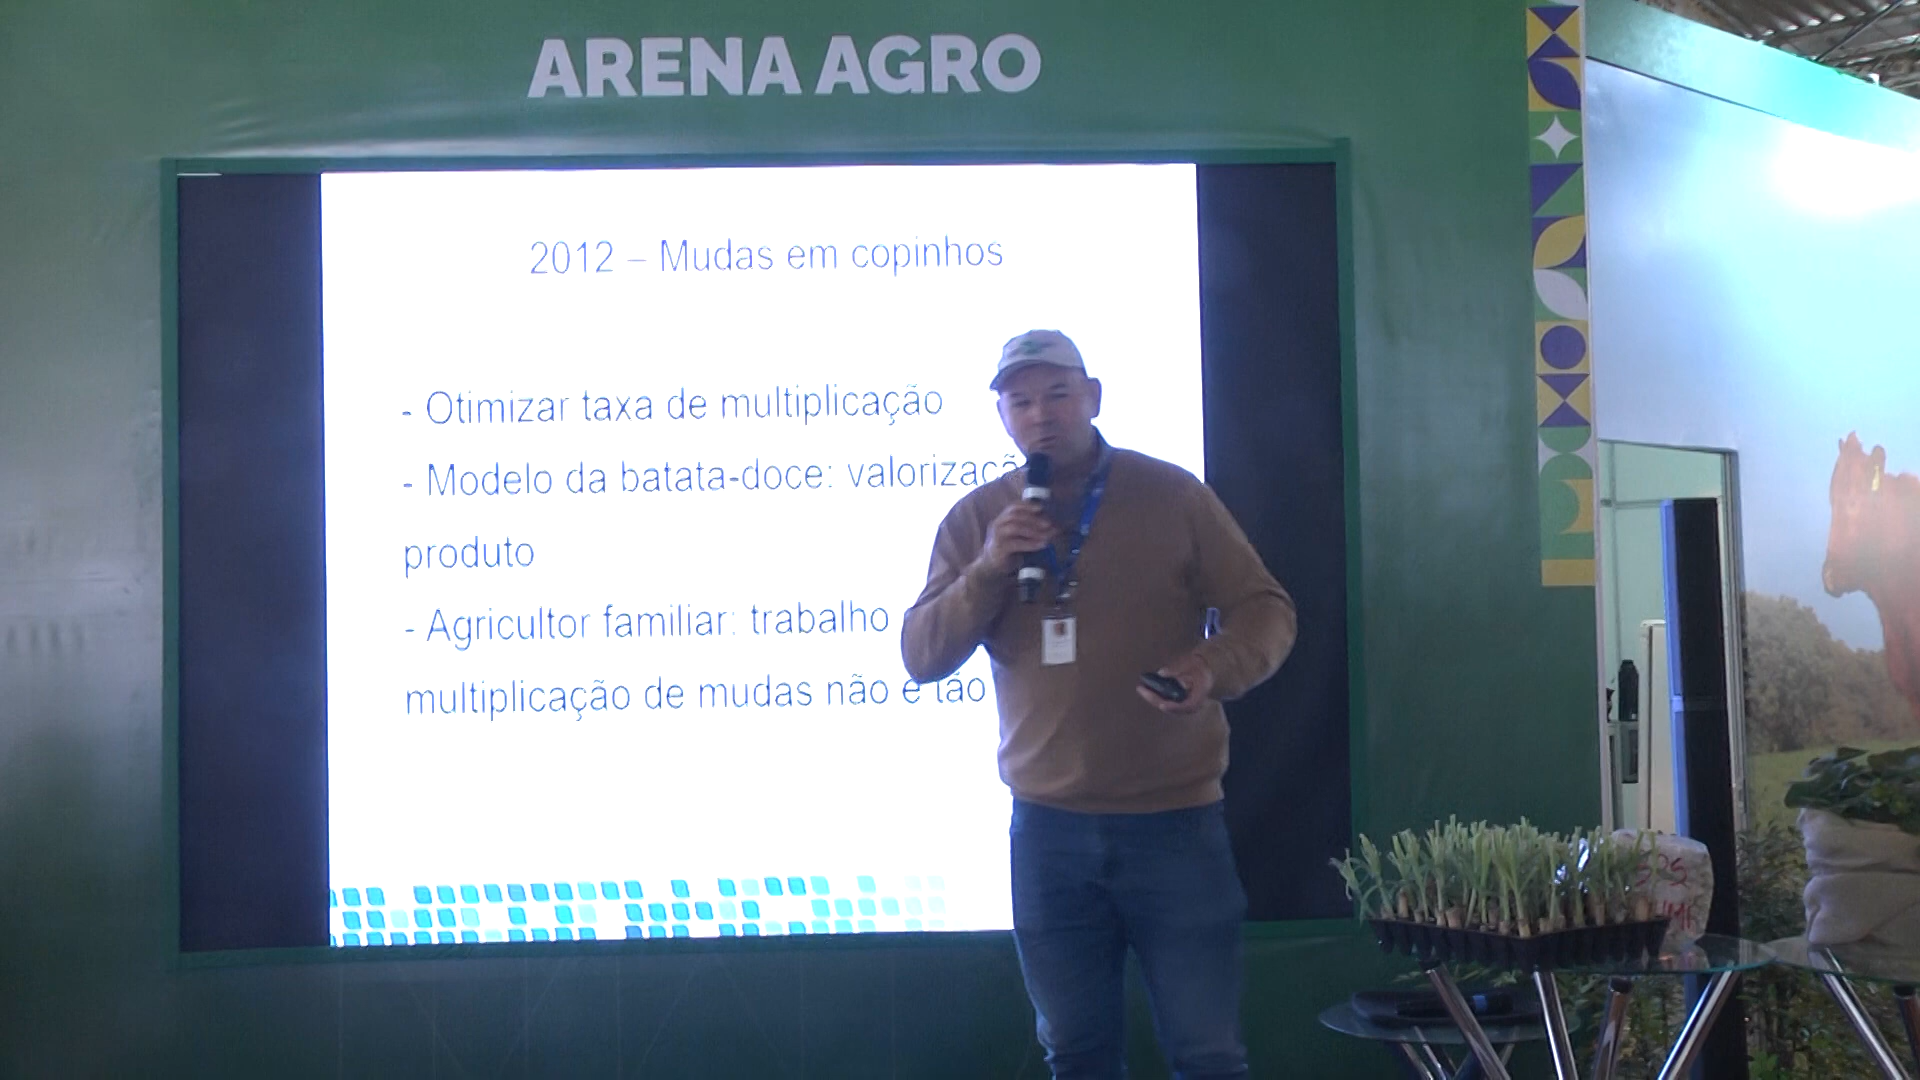 ARENA AGRO
2012 – Mudas em copinhos
- Otimizar taxa de multiplicação
- Modelo da batata-doce: valorizaçã
produto
- Agricultor familiar: trabalho
multiplicação de mudas não é tão